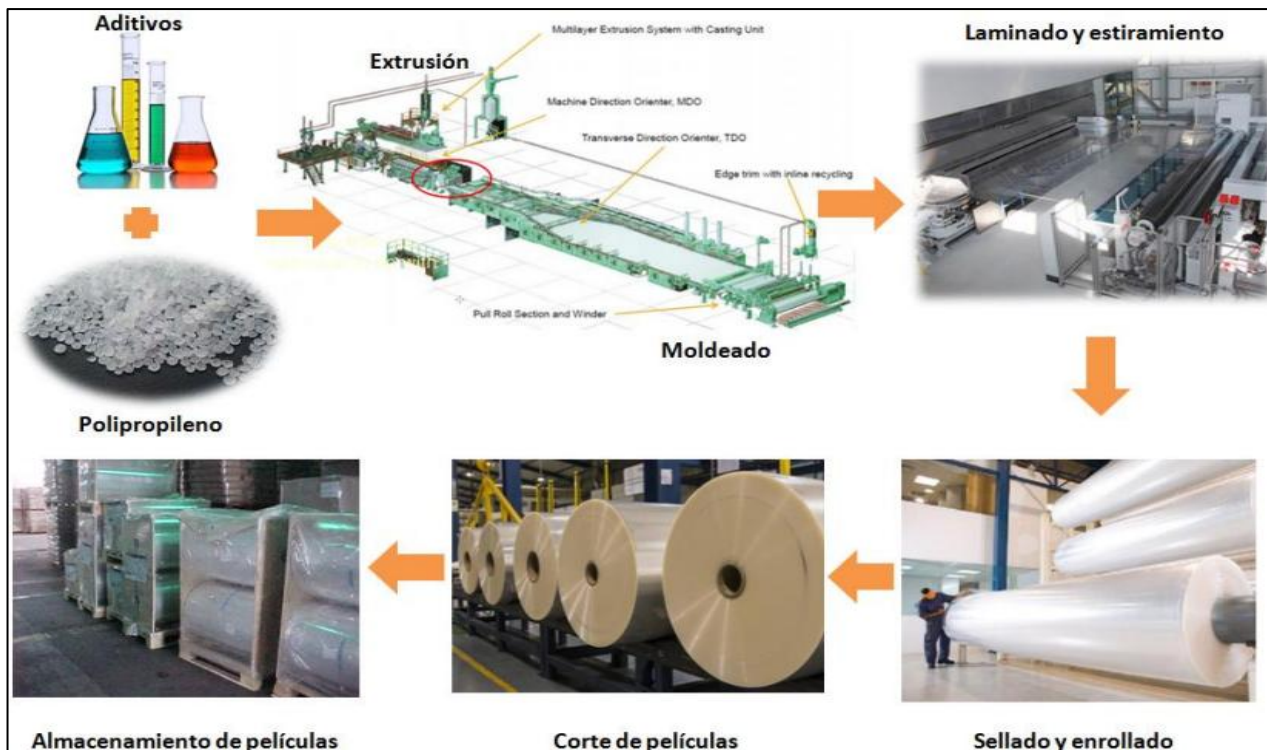 Aditivos
Multilayer Extrusion System with Casting Unit
Laminado y estiramiento
Extrusión
Machine Direction Orienter, MDO
Transverse Direction Orienter, TDO
Edge trim with inline recycling
Pull Roll Section and Winder
Moldeado
Polipropileno
Almacenamiento de películas
Corte de películas
Sellado y enrollado